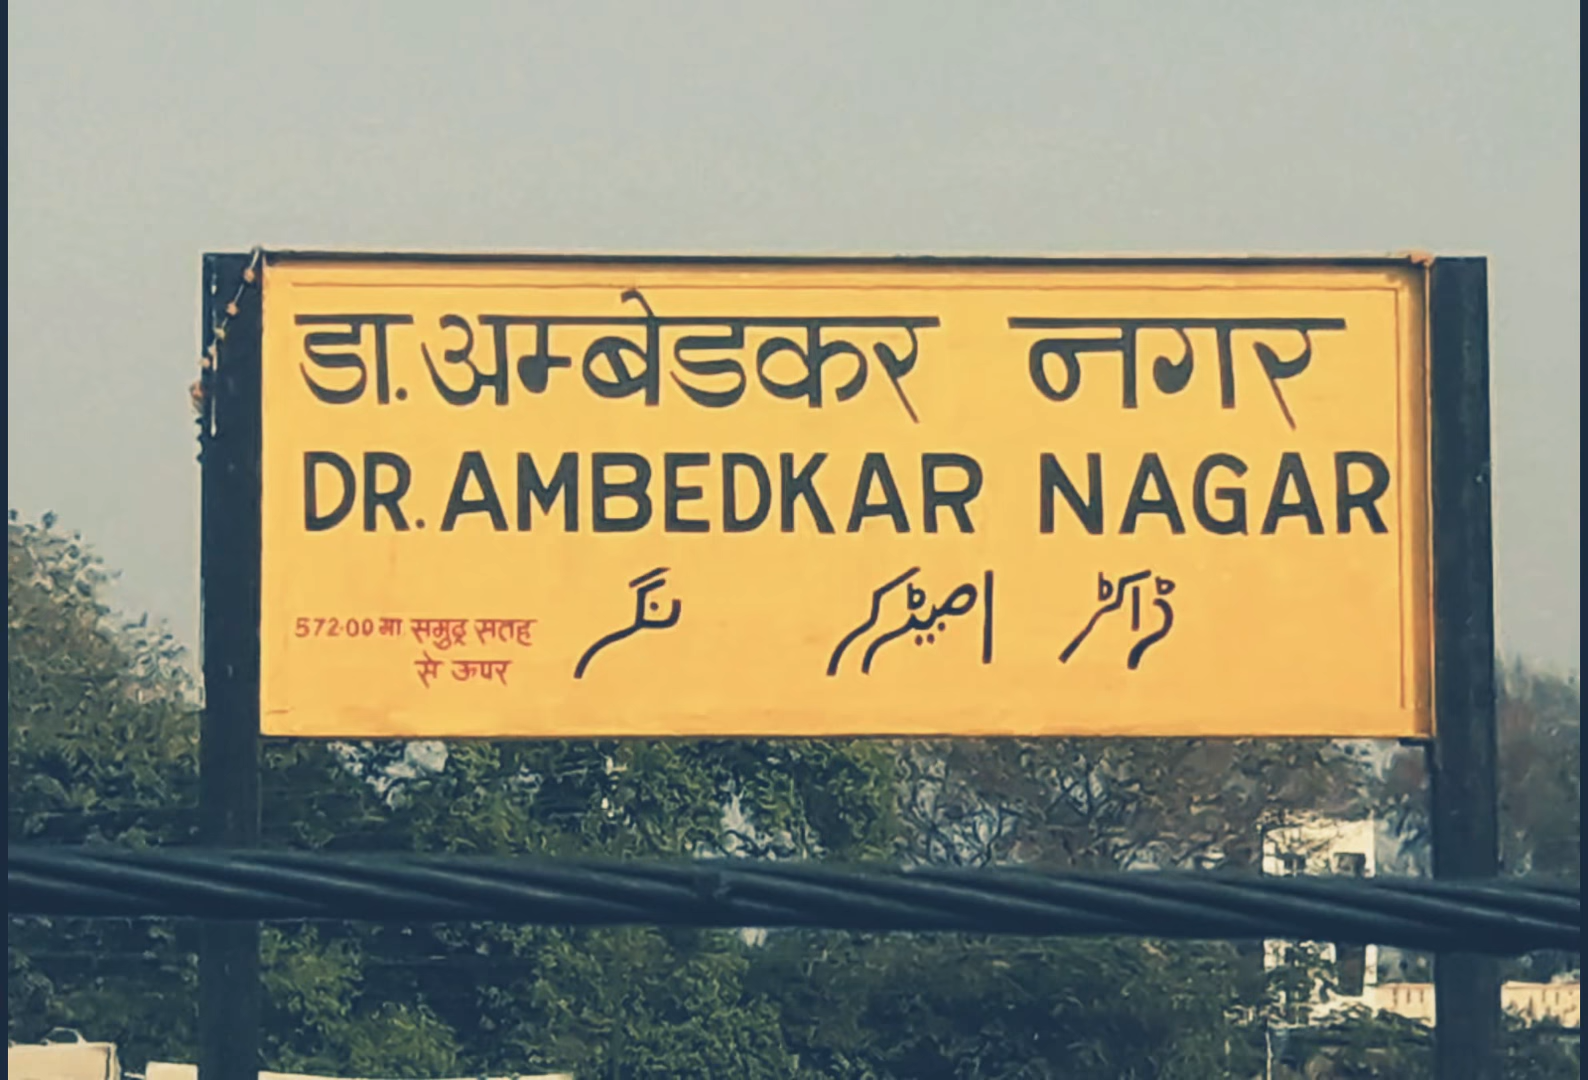 डा. अम्बेडकर नगर
DR. AMBEDKAR NAGAR
ڈاکٹر امبیڈکر نگر
572.00 मी समुद्र सतह
से ऊपर